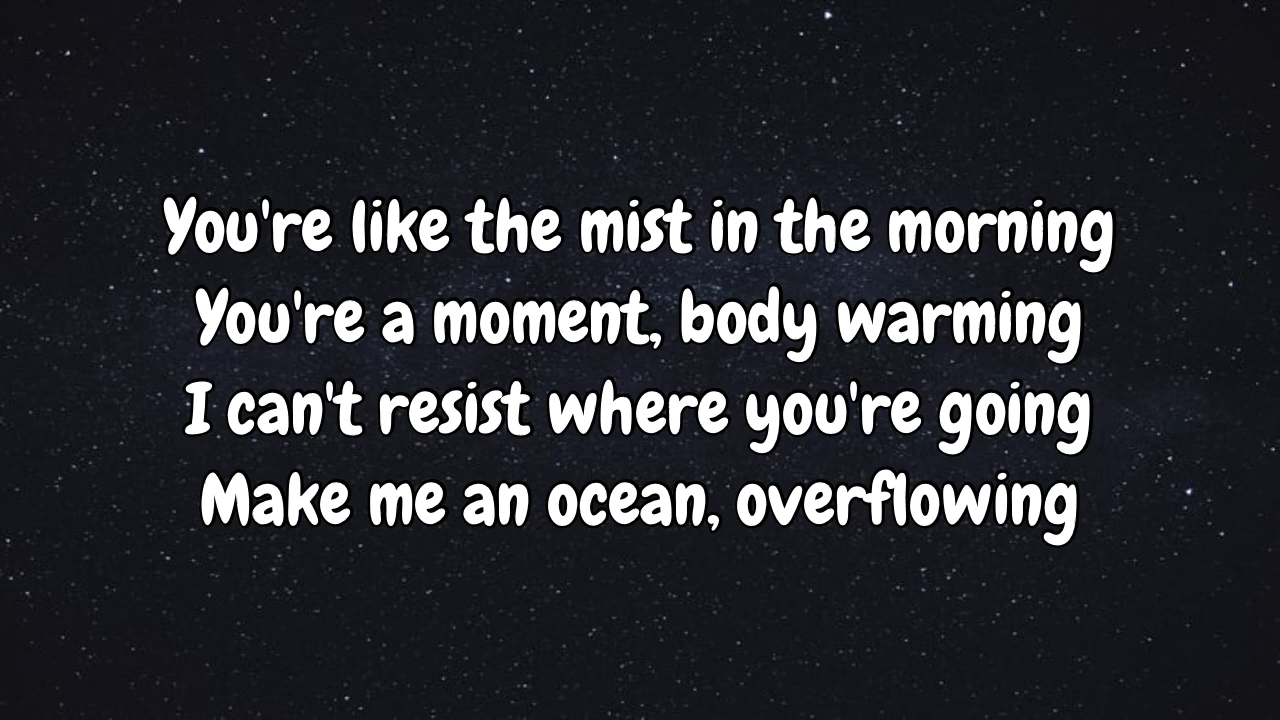 You're like the mist in the morning
You're a moment, body warming
I can't resist where you're going
Make me an ocean, overflowing